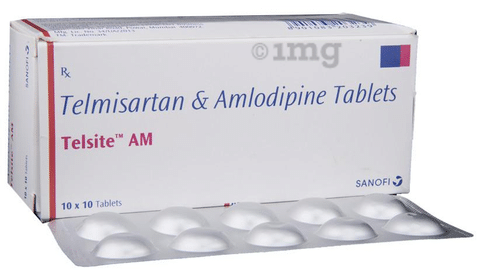 ©1mg
Rx
Telmisartan & Amlodipine Tablets
Telsite™ AM
SANOFI
10 x 10 Tablets